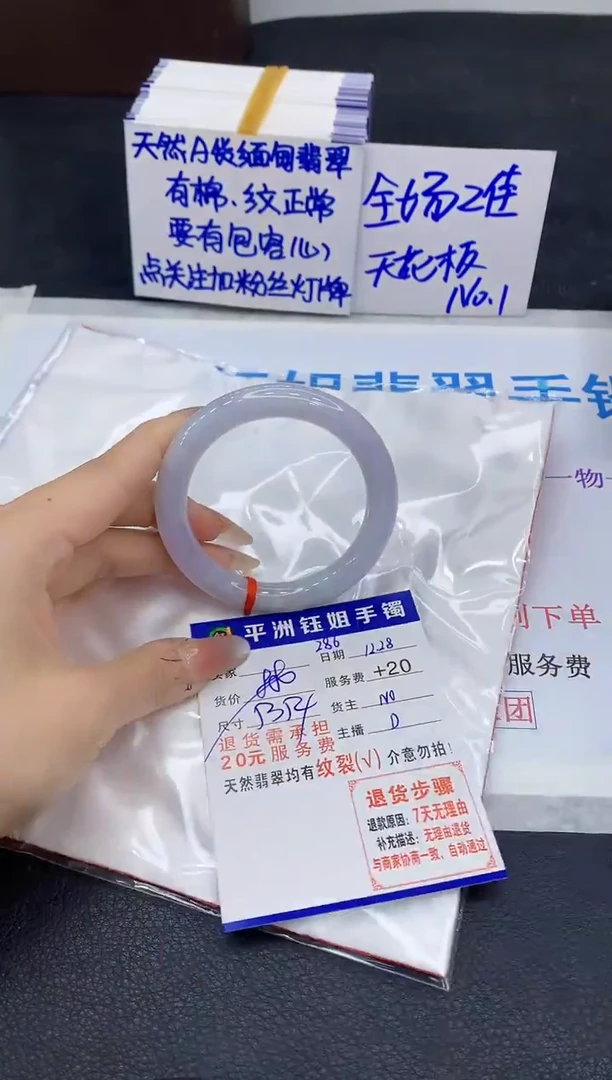 天然A货缅甸翡翠
有棉、纹正常
要有包容(心)
点关注加粉丝灯牌
全场2佳
天花板
No.1
翡翠手镯
一物一
下单
服务费
团
平洲钰姐手镯
286
日期 1228
货价
服务费 +20
尺寸
货主 NO
退货需承担
20元服务费
主播 D
天然翡翠均有纹裂(√) 介意勿拍!
退货步骤
退款原因: 7天无理由
补充描述: 无理由退货
与商家协商一致、自动通过